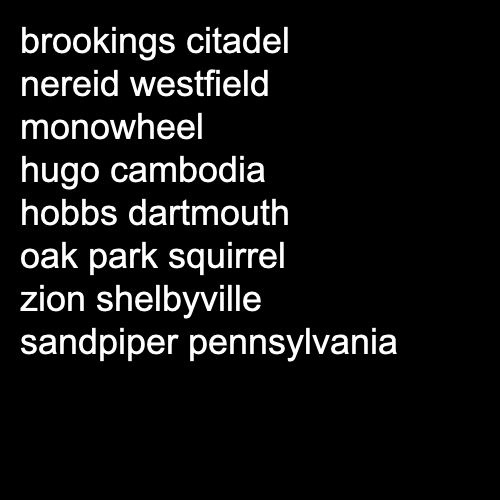 brookings citadel
nereid westfield
monowheel
hugo cambodia
hobbs dartmouth
oak park squirrel
zion shelbyville
sandpiper pennsylvania